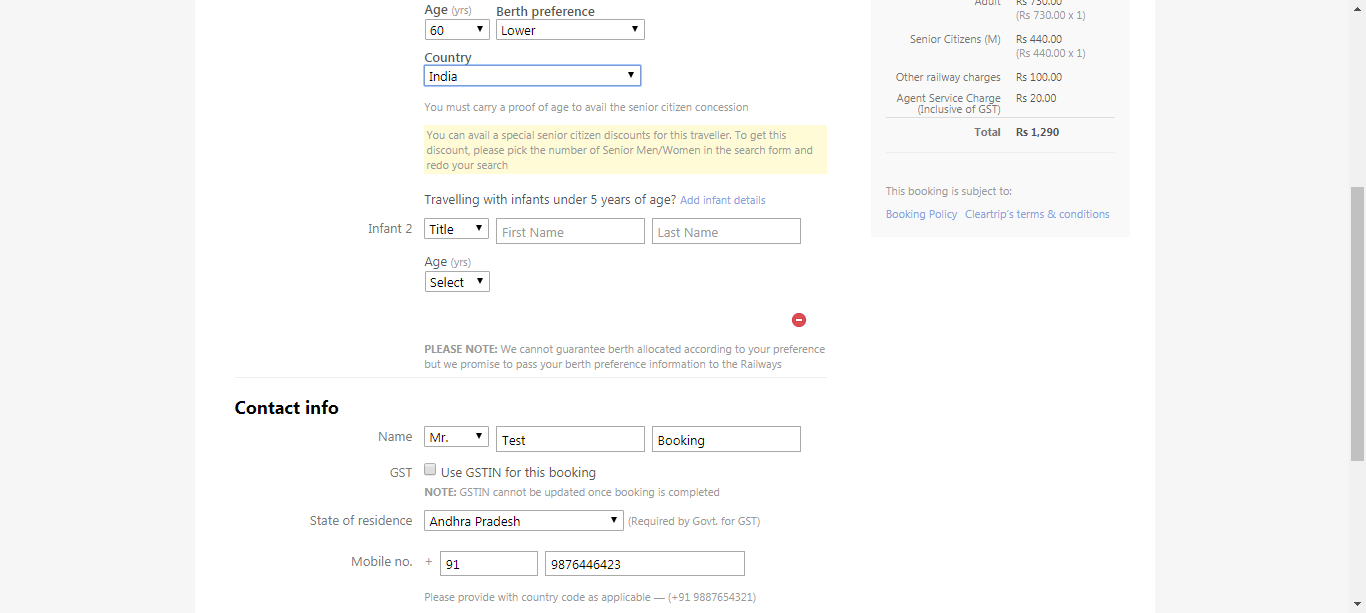 Age (yrs) Berth preference
60 Lower
Country
India
You must carry a proof of age to avail the senior citizen concession
You can avail a special senior citizen discounts for this traveller. To get this
discount, please pick the number of Senior Men/Women in the search form and
redo your search
Travelling with infants under 5 years of age? Add infant details
Infant 2 Title First Name Last Name
Age (yrs)
Select
PLEASE NOTE: We cannot guarantee berth allocated according to your preference
but we promise to pass your berth preference information to the Railways
Contact info
Name Mr. Test Booking
GST Use GSTIN for this booking
NOTE: GSTIN cannot be updated once booking is completed
State of residence Andhra Pradesh (Required by Govt. for GST)
Mobile no. + 91 9876446423
Please provide with country code as applicable — (+91 9887654321)
Adult Rs 730.00
(Rs 730.00 x 1)
Senior Citizens (M) Rs 440.00
(Rs 440.00 x 1)
Other railway charges Rs 100.00
Agent Service Charge Rs 20.00
(Inclusive of GST)
Total Rs 1,290
This booking is subject to:
Booking Policy Cleartrip's terms & conditions